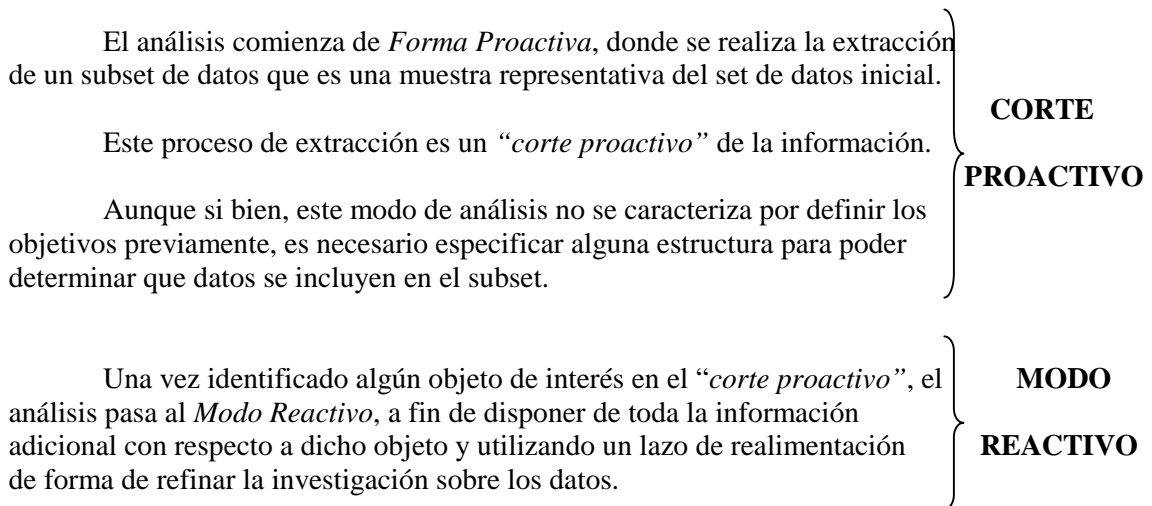 El análisis comienza de Forma Proactiva, donde se realiza la extracción
de un subset de datos que es una muestra representativa del set de datos inicial.
Este proceso de extracción es un “corte proactivo” de la información.
Aunque si bien, este modo de análisis no se caracteriza por definir los
objetivos previamente, es necesario especificar alguna estructura para poder
determinar que datos se incluyen en el subset.
CORTE
PROACTIVO
Una vez identificado algún objeto de interés en el “corte proactivo”, el
análisis pasa al Modo Reactivo, a fin de disponer de toda la información
adicional con respecto a dicho objeto y utilizando un lazo de realimentación
de forma de refinar la investigación sobre los datos.
MODO
REACTIVO